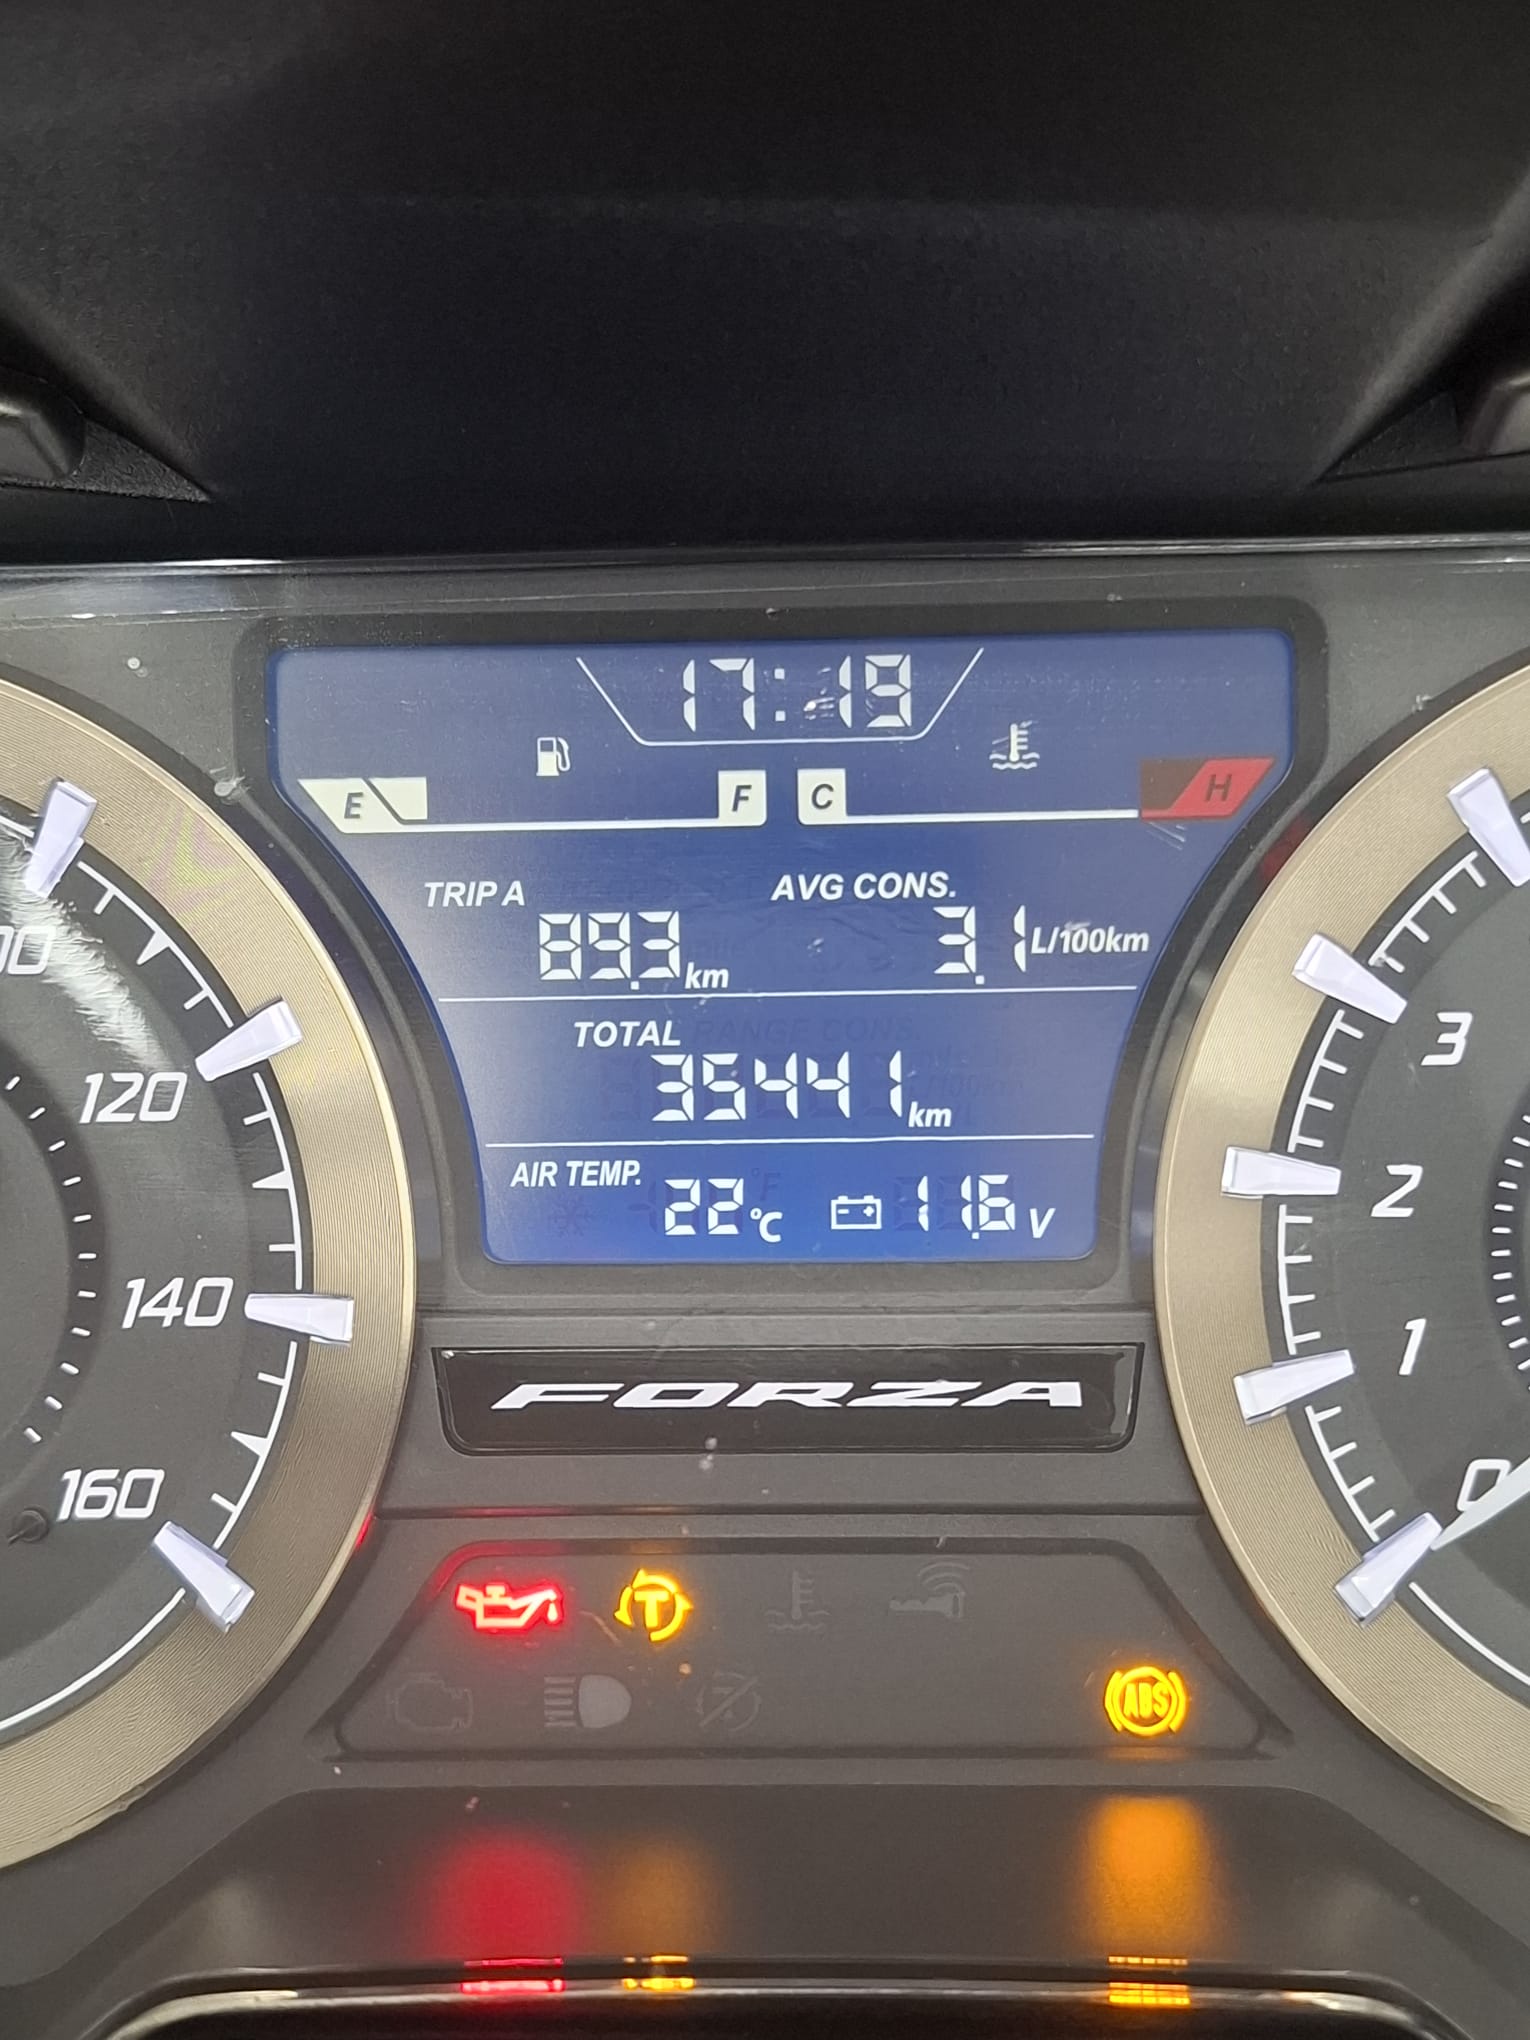 17:19
E F C H
TRIP A AVG CONS.
89.3 km 3.1 L/100km
TOTAL
35441 km
AIR TEMP. 22 °C 11.6 V
120
140
160
3
2
1
0
FORZA
T
ABS